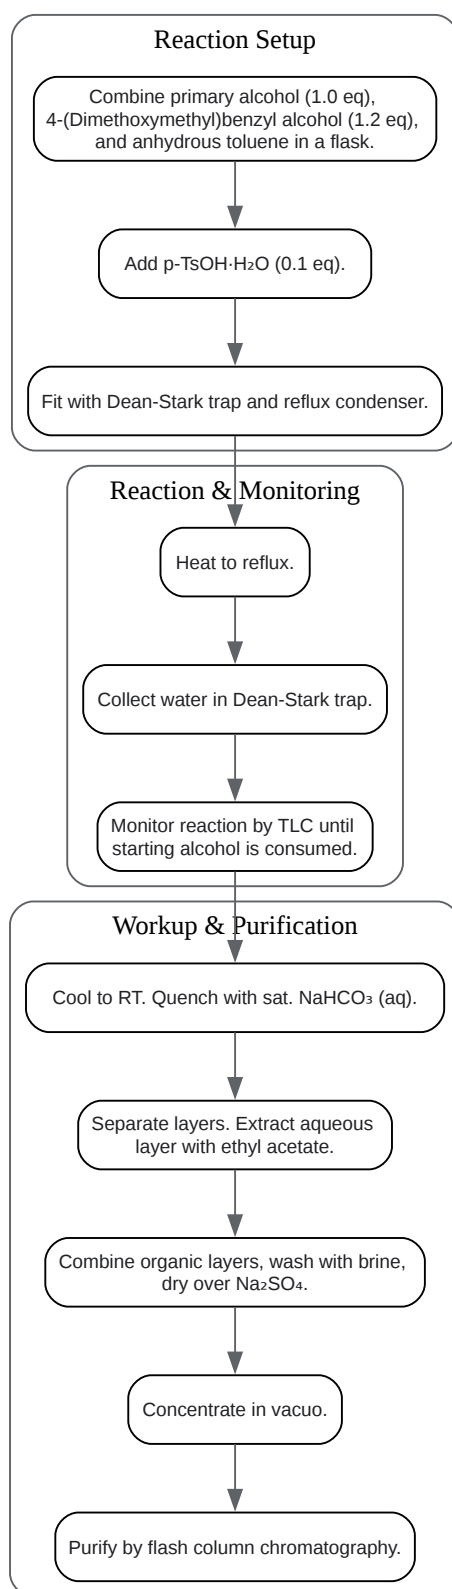 Reaction Setup
Combine primary alcohol (1.0 eq),
4-(Dimethoxymethyl)benzyl alcohol (1.2 eq),
and anhydrous toluene in a flask.
Add p-TsOH·H₂O (0.1 eq).
Fit with Dean-Stark trap and reflux condenser.
Reaction & Monitoring
Heat to reflux.
Collect water in Dean-Stark trap.
Monitor reaction by TLC until
starting alcohol is consumed.
Workup & Purification
Cool to RT. Quench with sat. NaHCO₃ (aq).
Separate layers. Extract aqueous
layer with ethyl acetate.
Combine organic layers, wash with brine,
dry over Na₂SO₄.
Concentrate in vacuo.
Purify by flash column chromatography.